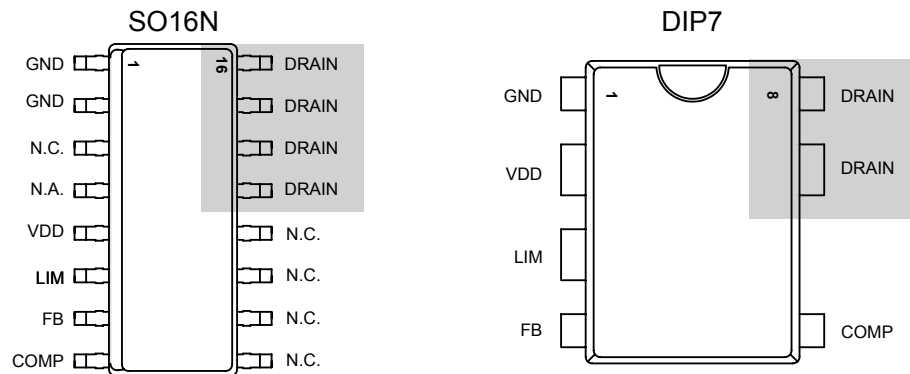 SO16N
DIP7
GND 1 16 DRAIN
GND DRAIN
N.C. DRAIN
N.A. DRAIN
VDD N.C.
LIM N.C.
FB N.C.
COMP N.C.
GND 1 8 DRAIN
VDD DRAIN
LIM
FB COMP